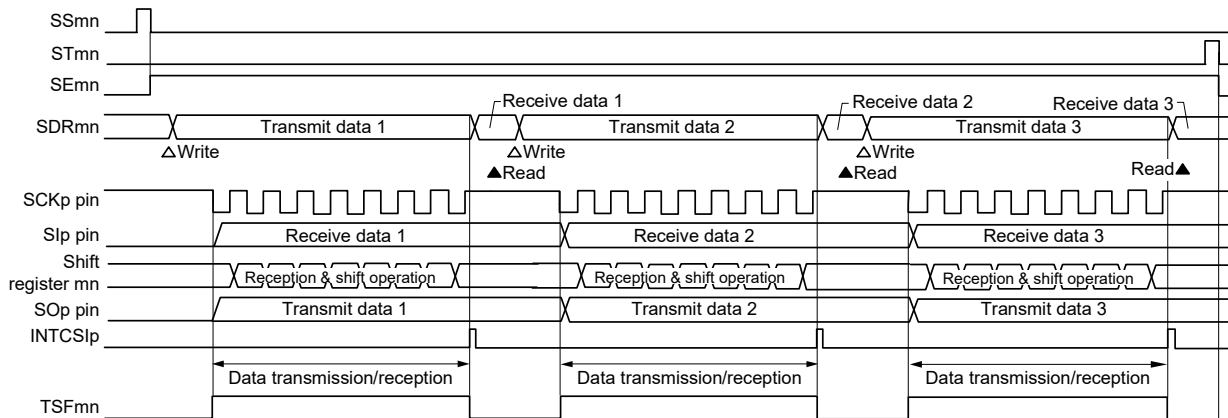 SSmn
STmn
SEmn
Receive data 1 Receive data 2 Receive data 3
SDRmn Transmit data 1 Transmit data 2 Transmit data 3
△Write △Write △Write
▲Read ▲Read Read▲
SCKp pin
SIp pin Receive data 1 Receive data 2 Receive data 3
Shift
register mn Reception & shift operation Reception & shift operation Reception & shift operation
SOp pin Transmit data 1 Transmit data 2 Transmit data 3
INTCSIp
Data transmission/reception Data transmission/reception Data transmission/reception
TSFmn